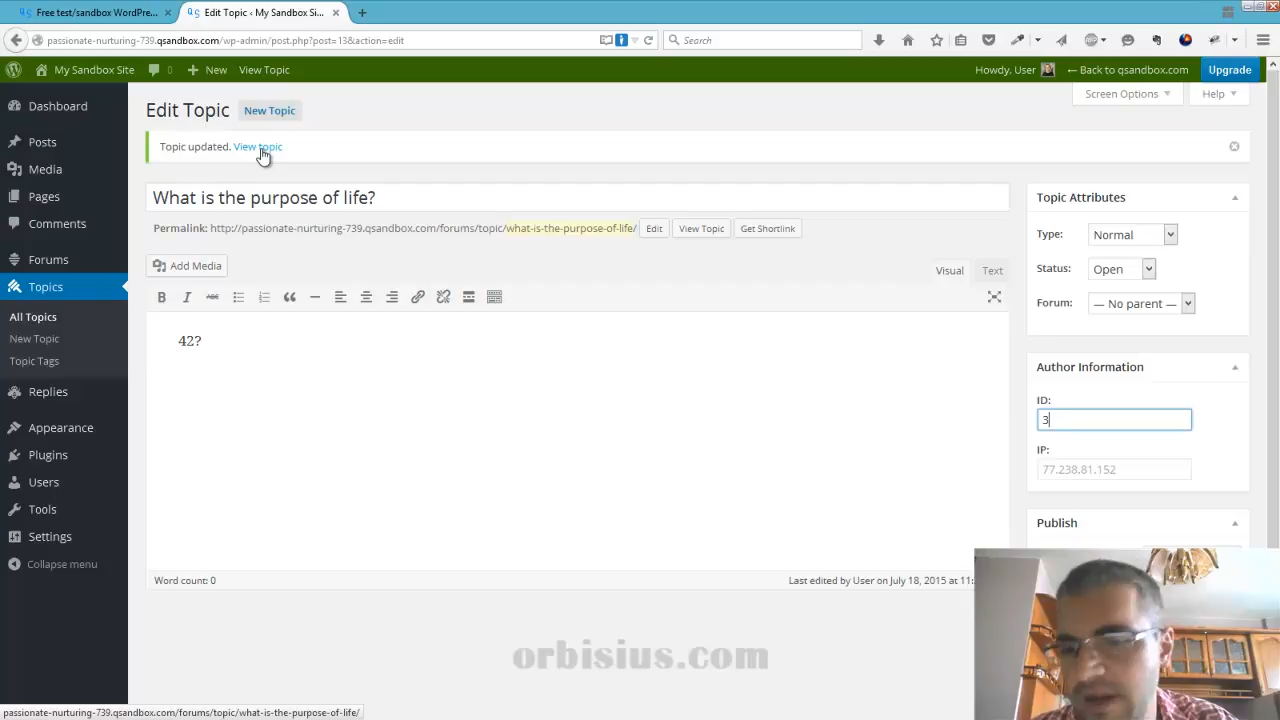 Free test/sandbox WordPre...
Edit Topic ‹ My Sandbox Si...
passionate-nurturing-739.qsandbox.com/wp-admin/post.php?post=13&action=edit
Search
My Sandbox Site
0
+ New
View Topic
Howdy, User
← Back to qsandbox.com
Upgrade
Dashboard
Posts
Media
Pages
Comments
Forums
Topics
All Topics
New Topic
Topic Tags
Replies
Appearance
Plugins
Users
Tools
Settings
Collapse menu
Screen Options
Help
Edit Topic
New Topic
Topic updated. View topic
What is the purpose of life?
Permalink: http://passionate-nurturing-739.qsandbox.com/forums/topic/what-is-the-purpose-of-life/
Edit
View Topic
Get Shortlink
Add Media
Visual
Text
B I ABC
42?
Word count: 0
Last edited by User on July 18, 2015 at 11:
Topic Attributes
Type: Normal
Status: Open
Forum: — No parent —
Author Information
ID:
3
IP:
77.238.81.152
Publish
orbisius.com
passionate-nurturing-739.qsandbox.com/forums/topic/what-is-the-purpose-of-life/